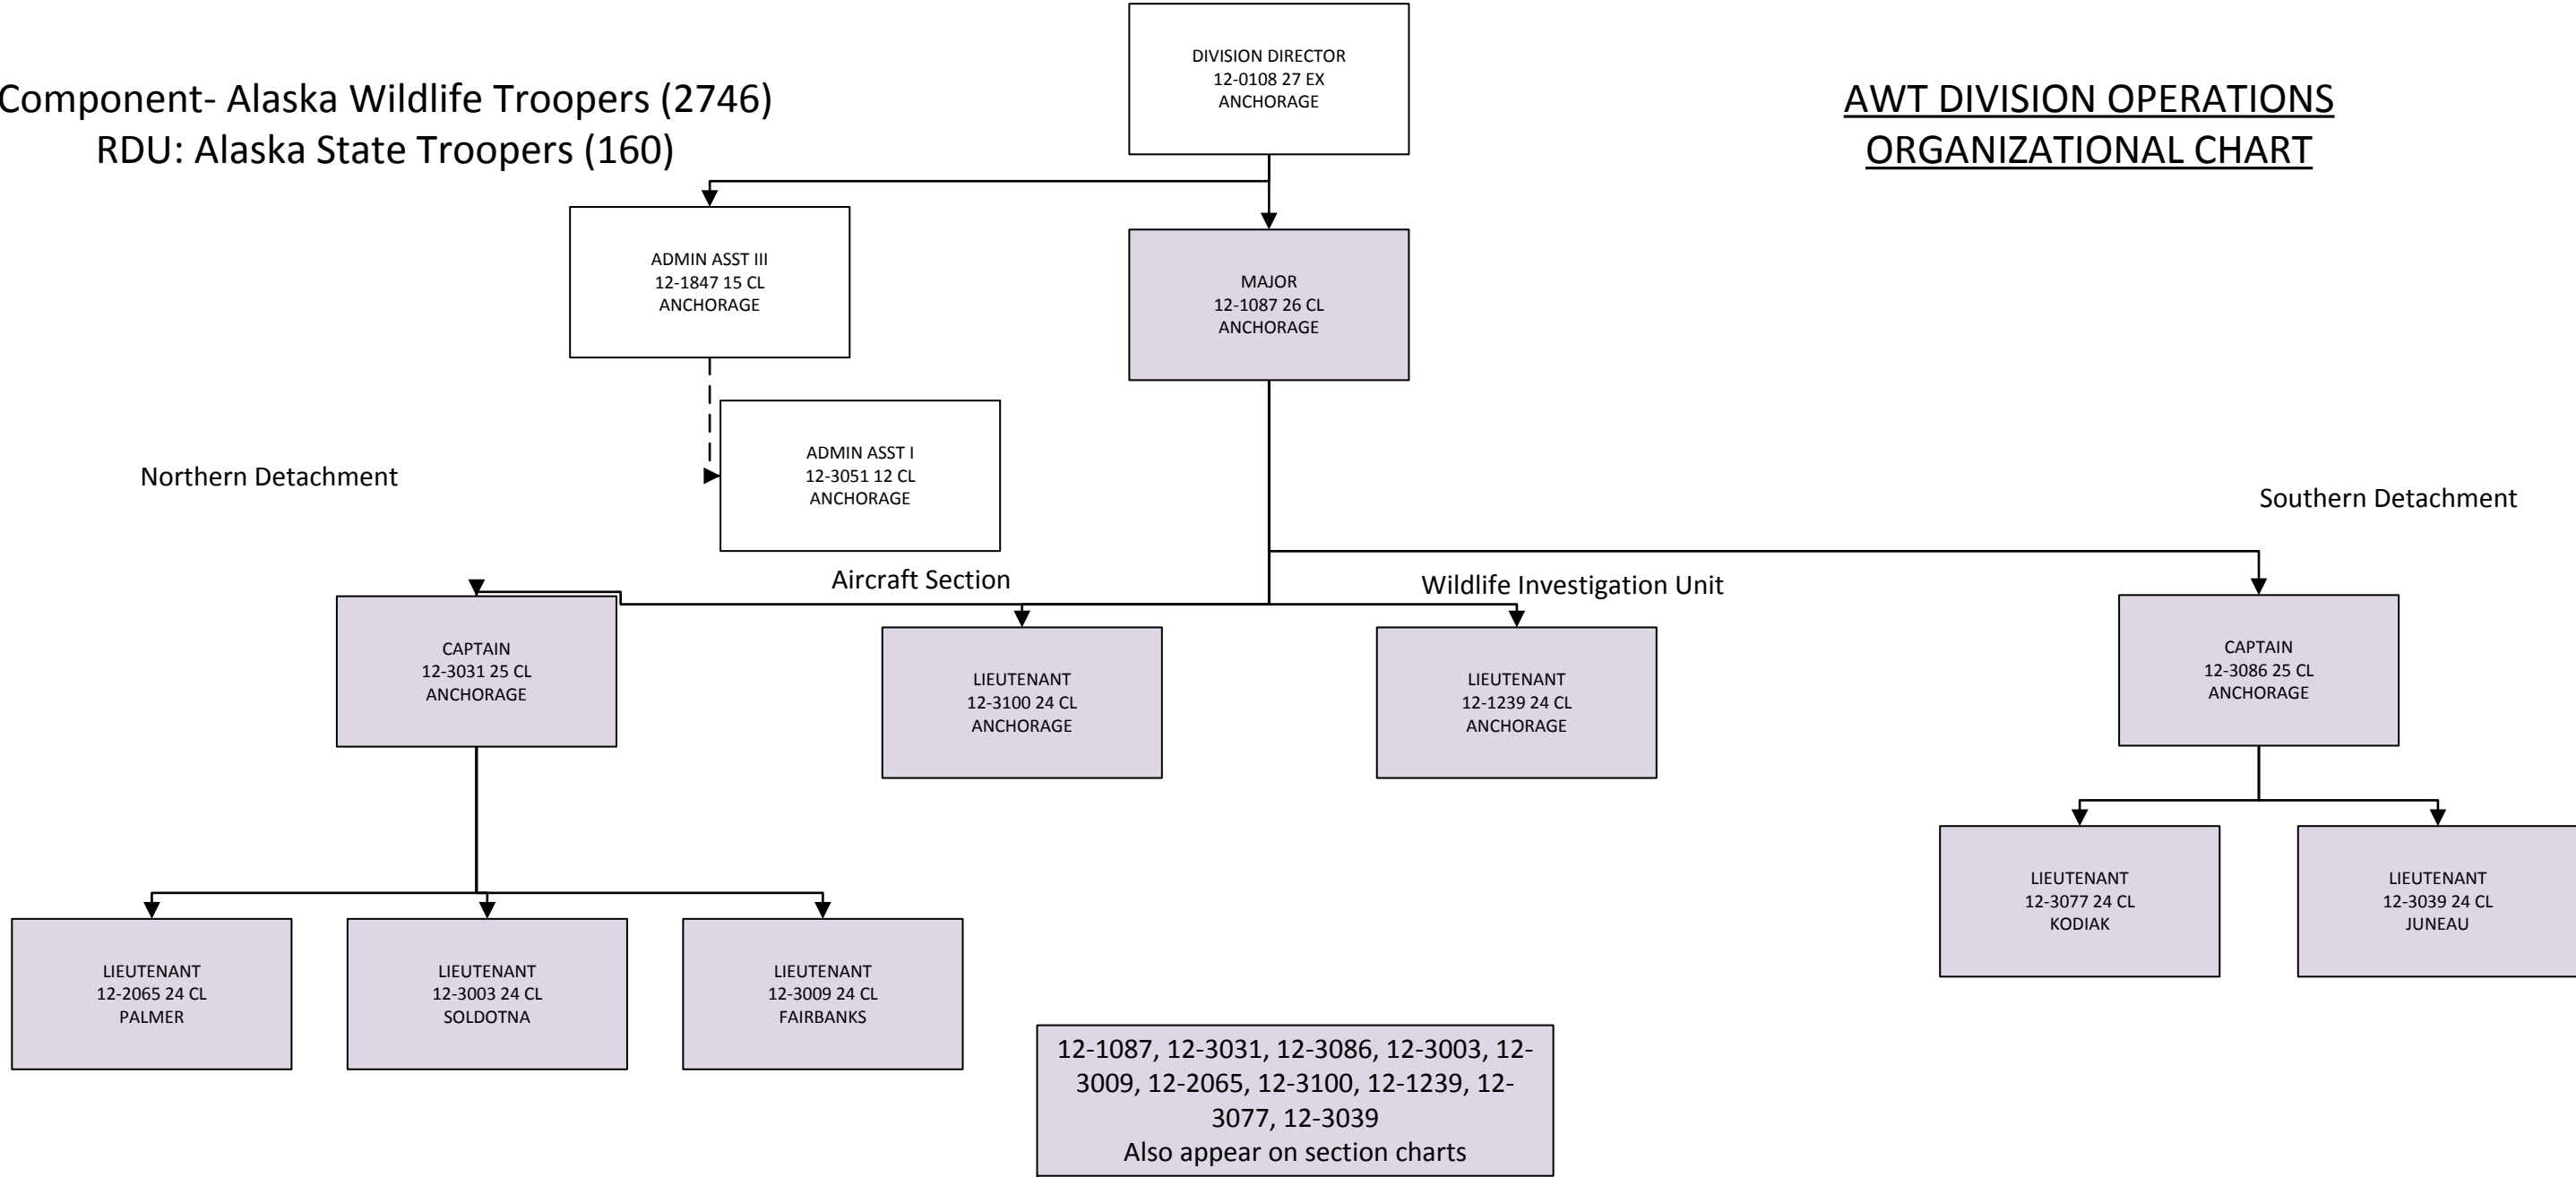 DIVISION DIRECTOR
12-0108 27 EX
ANCHORAGE
Component- Alaska Wildlife Troopers (2746)
RDU: Alaska State Troopers (160)
AWT DIVISION OPERATIONS
ORGANIZATIONAL CHART
ADMIN ASST III
12-1847 15 CL
ANCHORAGE
MAJOR
12-1087 26 CL
ANCHORAGE
ADMIN ASST I
12-3051 12 CL
ANCHORAGE
Northern Detachment
Southern Detachment
Aircraft Section
Wildlife Investigation Unit
CAPTAIN
12-3031 25 CL
ANCHORAGE
LIEUTENANT
12-3100 24 CL
ANCHORAGE
LIEUTENANT
12-1239 24 CL
ANCHORAGE
CAPTAIN
12-3086 25 CL
ANCHORAGE
LIEUTENANT
12-3077 24 CL
KODIAK
LIEUTENANT
12-3039 24 CL
JUNEAU
LIEUTENANT
12-2065 24 CL
PALMER
LIEUTENANT
12-3003 24 CL
SOLDOTNA
LIEUTENANT
12-3009 24 CL
FAIRBANKS
12-1087, 12-3031, 12-3086, 12-3003, 12-
3009, 12-2065, 12-3100, 12-1239, 12-
3077, 12-3039
Also appear on section charts